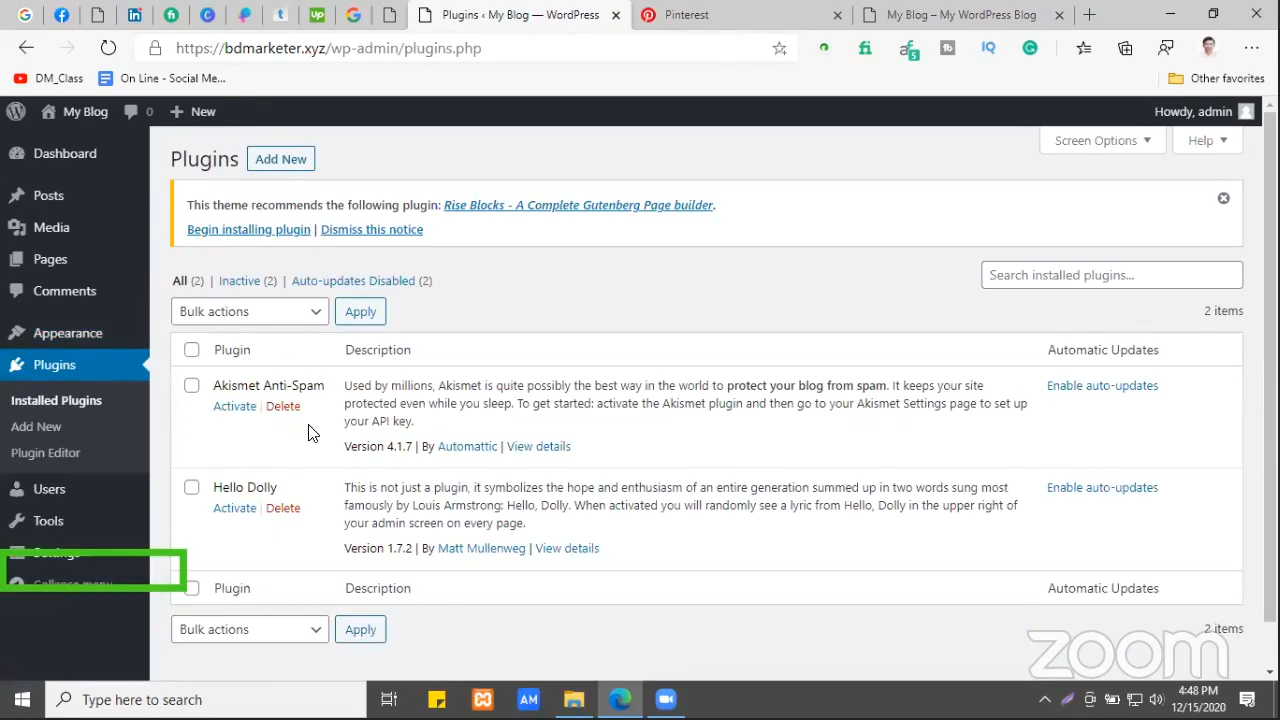 Plugins ‹ My Blog — WordPress
Pinterest
My Blog – My WordPress Blog
https://bdmarketer.xyz/wp-admin/plugins.php
DM_Class
On Line - Social Me...
Other favorites
My Blog
0
New
Howdy, admin
Dashboard
Posts
Media
Pages
Comments
Appearance
Plugins
Installed Plugins
Add New
Plugin Editor
Users
Tools
Settings
Collapse menu
Screen Options
Help
Plugins
Add New
This theme recommends the following plugin: Rise Blocks - A Complete Gutenberg Page builder.
Begin installing plugin | Dismiss this notice
All (2) | Inactive (2) | Auto-updates Disabled (2)
Search installed plugins...
Bulk actions
Apply
2 items
Plugin
Description
Automatic Updates
Akismet Anti-Spam
Activate | Delete
Used by millions, Akismet is quite possibly the best way in the world to protect your blog from spam. It keeps your site
protected even while you sleep. To get started: activate the Akismet plugin and then go to your Akismet Settings page to set up
your API key.
Version 4.1.7 | By Automattic | View details
Enable auto-updates
Hello Dolly
Activate | Delete
This is not just a plugin, it symbolizes the hope and enthusiasm of an entire generation summed up in two words sung most
famously by Louis Armstrong: Hello, Dolly. When activated you will randomly see a lyric from Hello, Dolly in the upper right of
your admin screen on every page.
Version 1.7.2 | By Matt Mullenweg | View details
Enable auto-updates
Plugin
Description
Automatic Updates
Bulk actions
Apply
2 items
zoom
Type here to search
AM
4:48 PM
12/15/2020